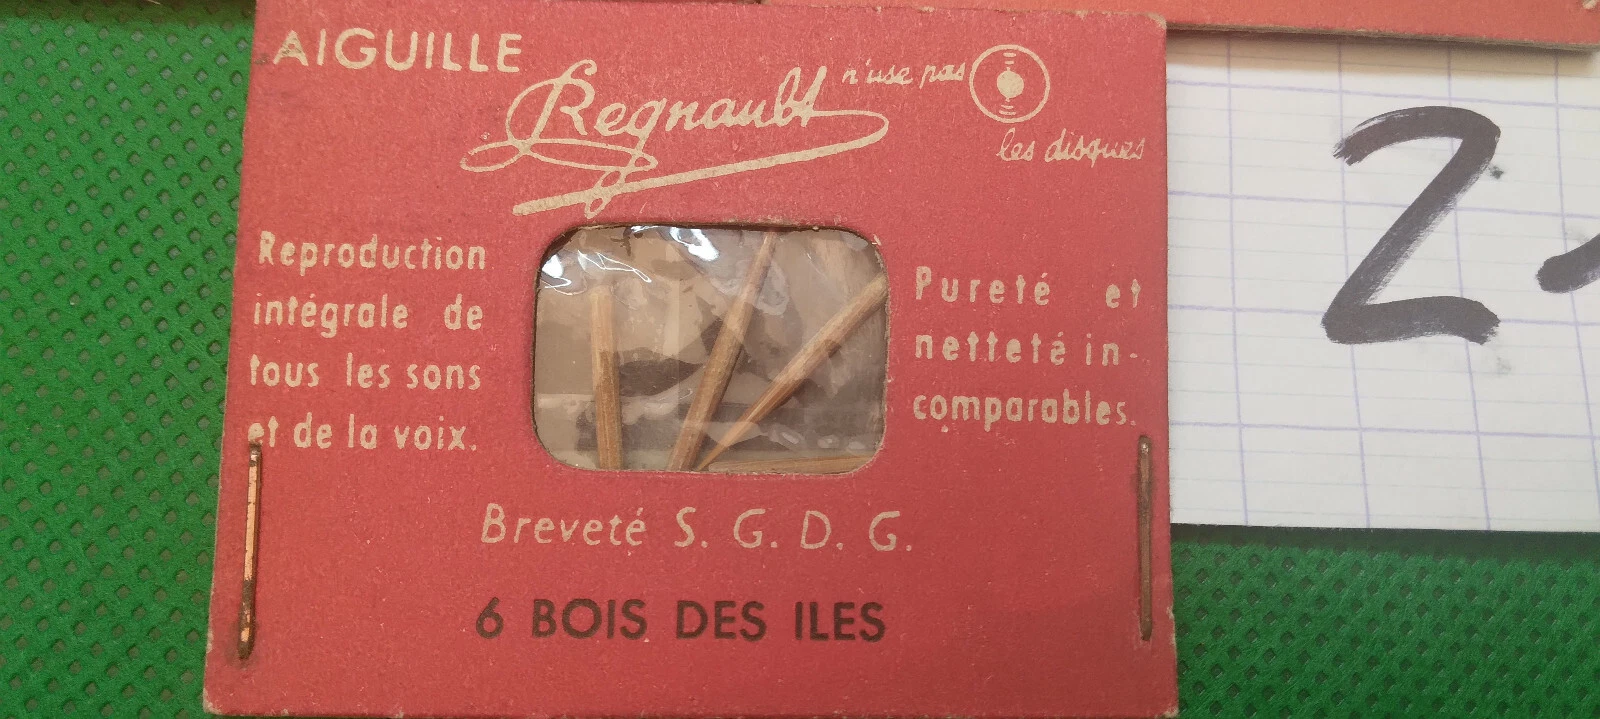 AIGUILLE
Regnault n'use pas
les disques
Reproduction
intégrale de
tous les sons
et de la voix.
Pureté et
netteté in-
comparables.
Breveté S. G. D. G.
6 BOIS DES ILES
2